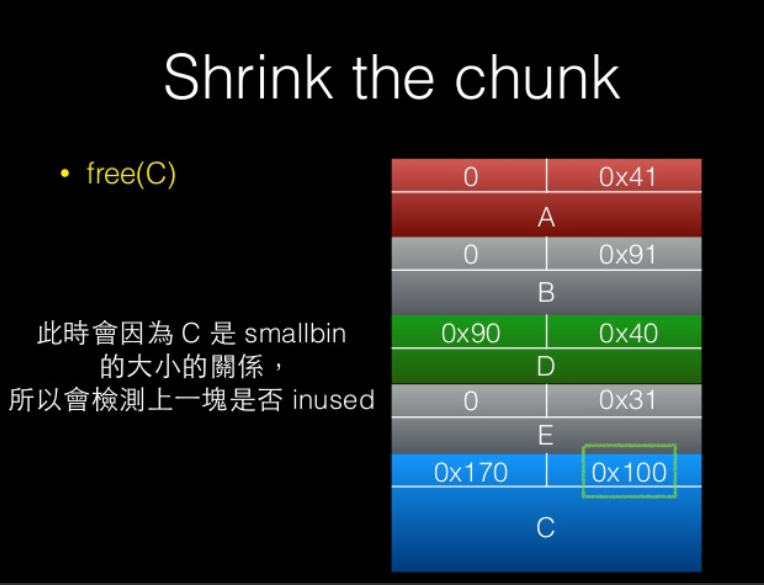 Shrink the chunk
• free(C)
此時會因為 C 是 smallbin
的大小的關係，
所以會檢測上一塊是否 inused
0 0x41
A
0 0x91
B
0x90 0x40
D
0 0x31
E
0x170 0x100
C